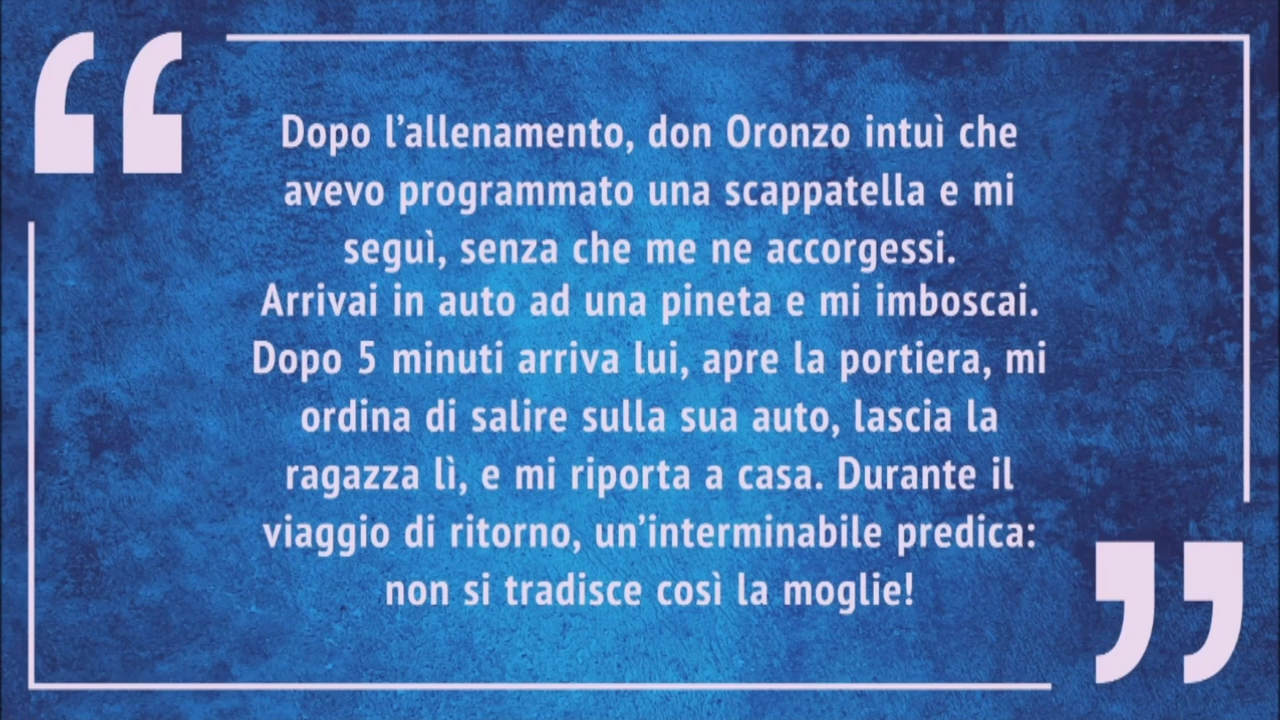 Dopo l’allenamento, don Oronzo intuì che
avevo programmato una scappatella e mi
seguì, senza che me ne accorgessi.
Arrivai in auto ad una pineta e mi imboscai.
Dopo 5 minuti arriva lui, apre la portiera, mi
ordina di salire sulla sua auto, lascia la
ragazza lì, e mi riporta a casa. Durante il
viaggio di ritorno, un’interminabile predica:
non si tradisce così la moglie!